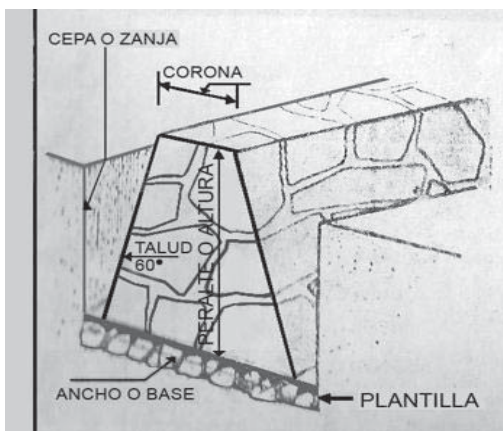 CEPA O ZANJA
CORONA
TALUD
60°
PERALTE O ALTURA
ANCHO O BASE
PLANTILLA